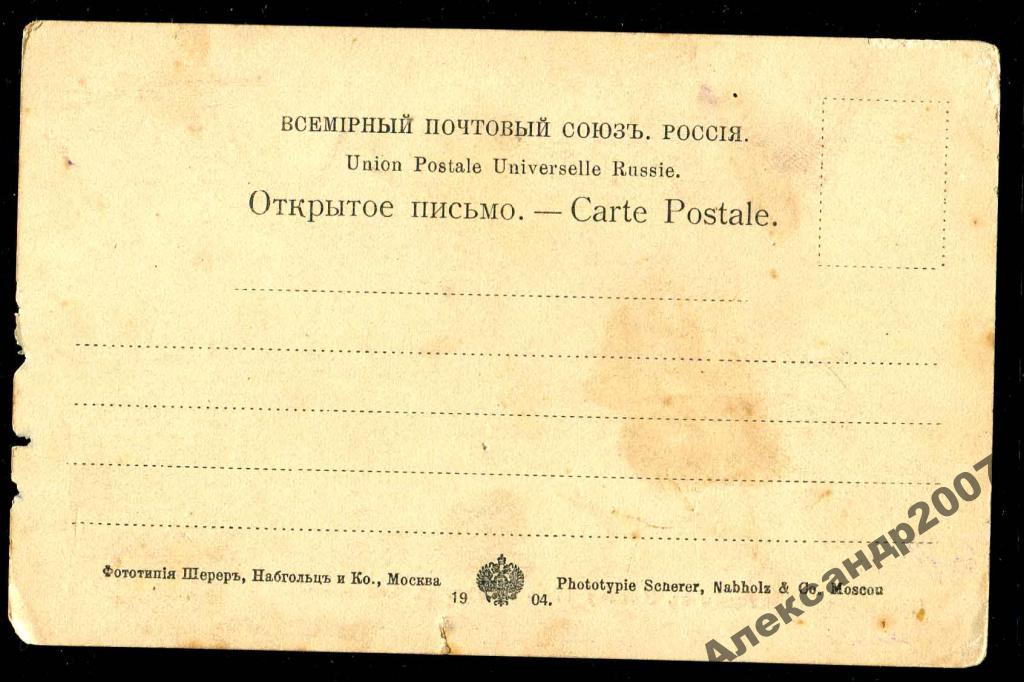 ВСЕМІРНЫЙ ПОЧТОВЫЙ СОЮЗЪ. РОССІЯ.
Union Postale Universelle Russie.
Открытое письмо. — Carte Postale.
Фототипія Шереръ, Набгольцъ и Ко., Москва
19 04.
Phototypie Scherer, Nabholz & Co., Moscou
Александр2007